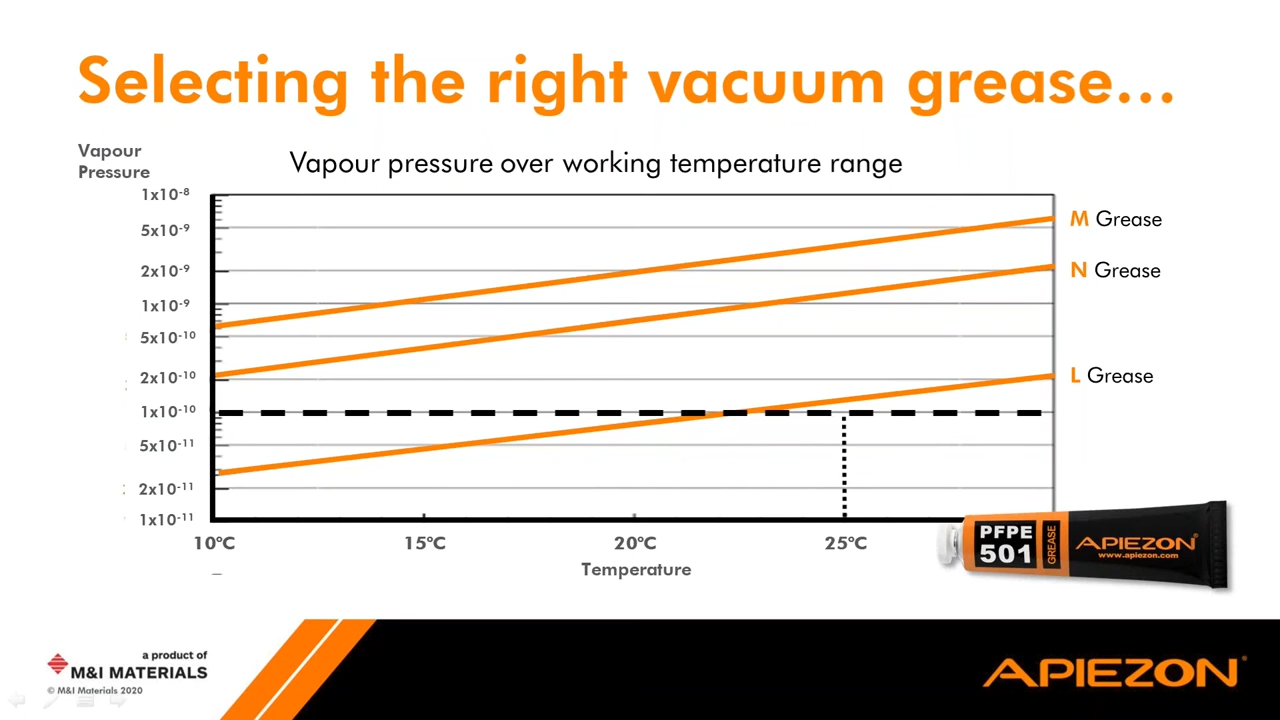 Selecting the right vacuum grease...
Vapour
Pressure
Vapour pressure over working temperature range
1x10⁻⁸
5x10⁻⁹
2x10⁻⁹
1x10⁻⁹
5x10⁻¹⁰
2x10⁻¹⁰
1x10⁻¹⁰
5x10⁻¹¹
2x10⁻¹¹
1x10⁻¹¹
M Grease
N Grease
L Grease
10°C
15°C
20°C
25°C
Temperature
PFPE
501
GREASE
APIEZON®
www.apiezon.com
a product of
M&I MATERIALS
© M&I Materials 2020
APIEZON®